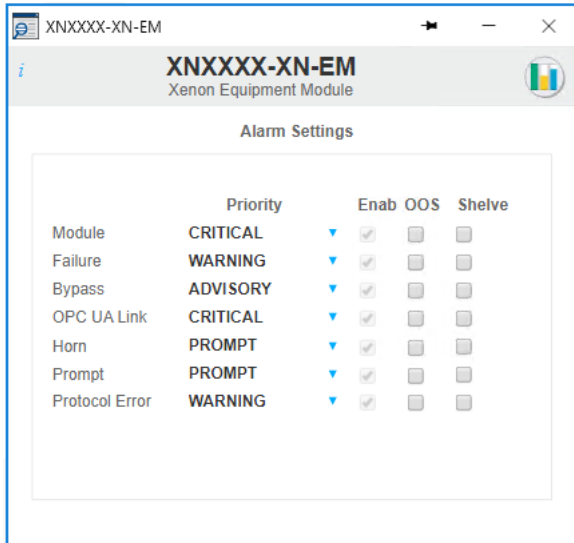 XNXXXX-XN-EM
i
XNXXXX-XN-EM
Xenon Equipment Module
Alarm Settings
Priority Enab OOS Shelve
Module CRITICAL
Failure WARNING
Bypass ADVISORY
OPC UA Link CRITICAL
Horn PROMPT
Prompt PROMPT
Protocol Error WARNING